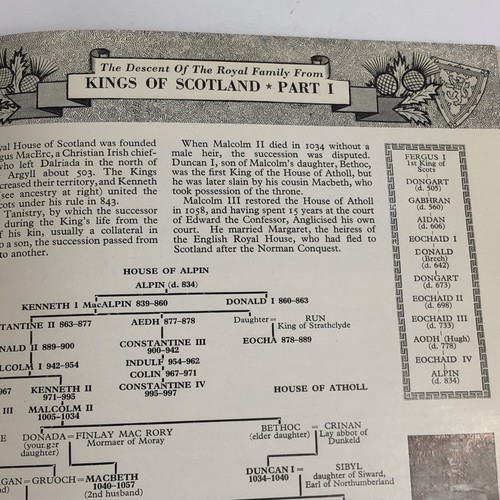 The Descent Of The Royal Family From
KINGS OF SCOTLAND * PART I
yal House of Scotland was founded
gus MacErc, a Christian Irish chief-
who left Dalriada in the north of
Argyll about 503. The Kings
creased their territory, and Kenneth
see ancestry at right) united the
cots under his rule in 843.
Tanistry, by which the successor
during the King's life from the
of his kin, usually a collateral in
o a son, the succession passed from
to another.
When Malcolm II died in 1034 without a
male heir, the succession was disputed.
Duncan I, son of Malcolm's daughter, Bethoc,
was the first King of the House of Atholl, but
he was later slain by his cousin Macbeth, who
took possession of the throne.
Malcolm III restored the House of Atholl
in 1058, and having spent 15 years at the court
of Edward the Confessor, Anglicised his own
court. He married Margaret, the heiress of
the English Royal House, who had fled to
Scotland after the Norman Conquest.
FERGUS I
1st King of
Scots
DONGART
(d. 505)
GABHRAN
(d. 560)
AIDAN
(d. 606)
EOCHAID I
DONALD
(Brech)
(d. 642)
DONGART
(d. 673)
EOCHAID II
(d. 698)
EOCHAID III
(d. 733)
AODH (Hugh)
(d. 778)
EOCHAID IV
ALPIN
(d. 834)
HOUSE OF ALPIN
ALPIN (d. 834)
KENNETH I MacALPIN 839-860
DONALD I 860-863
TANTINE II 863-877
AEDH 877-878
Daughter = RUN
King of Strathclyde
NALD II 889-900
CONSTANTINE III
900-942
EOCHA 878-889
LCOLM I 942-954
INDULF 954-962
COLIN 967-971
967
KENNETH II
971-995
CONSTANTINE IV
995-997
HOUSE OF ATHOLL
III
MALCOLM II
1005-1034
E
DONADA = FINLAY MAC RORY
(younger
daughter)
Mormaer of Moray
BETHOC = CRINAN
(elder daughter)
Lay abbot of
Dunkeld
GAN = GRUOCH = MACBETH
1040-1057
(2nd husband)
DUNCAN I =
1034-1040
SIBYL
daughter of Siward,
Earl of Northumberland